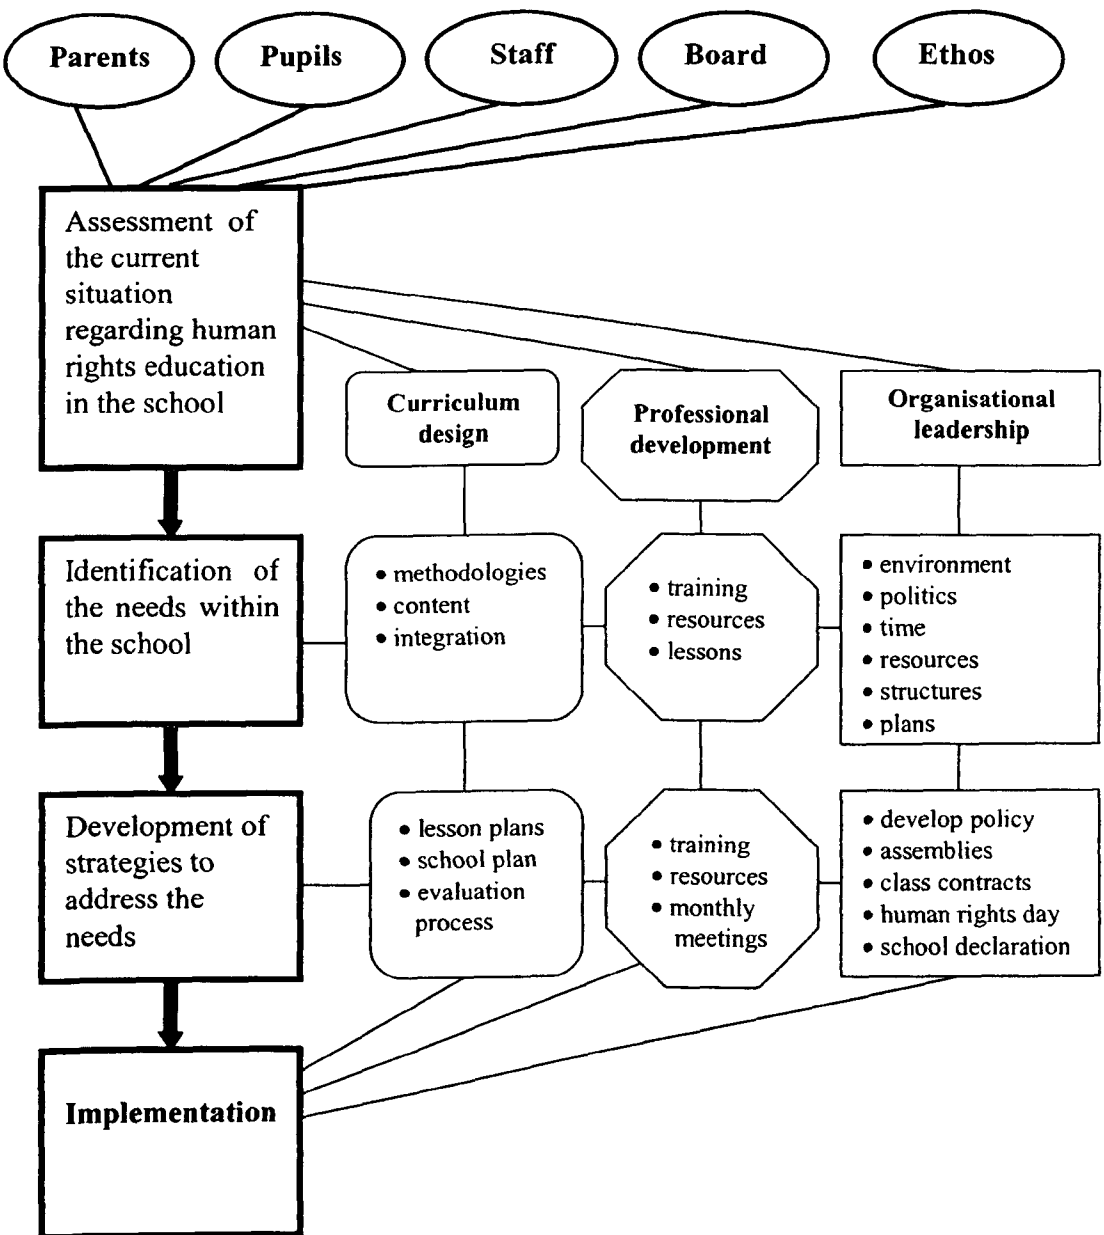 Parents
Pupils
Staff
Board
Ethos
Assessment of
the current
situation
regarding human
rights education
in the school
Curriculum
design
Professional
development
Organisational
leadership
Identification of
the needs within
the school
• methodologies
• content
• integration
• training
• resources
• lessons
• environment
• politics
• time
• resources
• structures
• plans
Development of
strategies to
address the
needs
• lesson plans
• school plan
• evaluation
process
• training
• resources
• monthly
meetings
• develop policy
• assemblies
• class contracts
• human rights day
• school declaration
Implementation